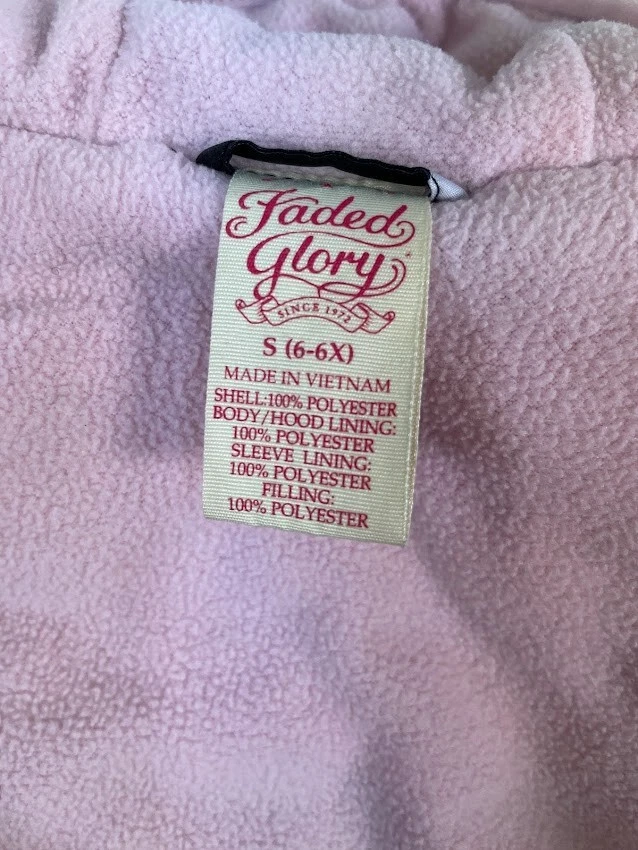 Faded
Glory
SINCE 1972
S (6-6X)
MADE IN VIETNAM
SHELL:100% POLYESTER
BODY/HOOD LINING:
100% POLYESTER
SLEEVE LINING:
100% POLYESTER
FILLING:
100% POLYESTER